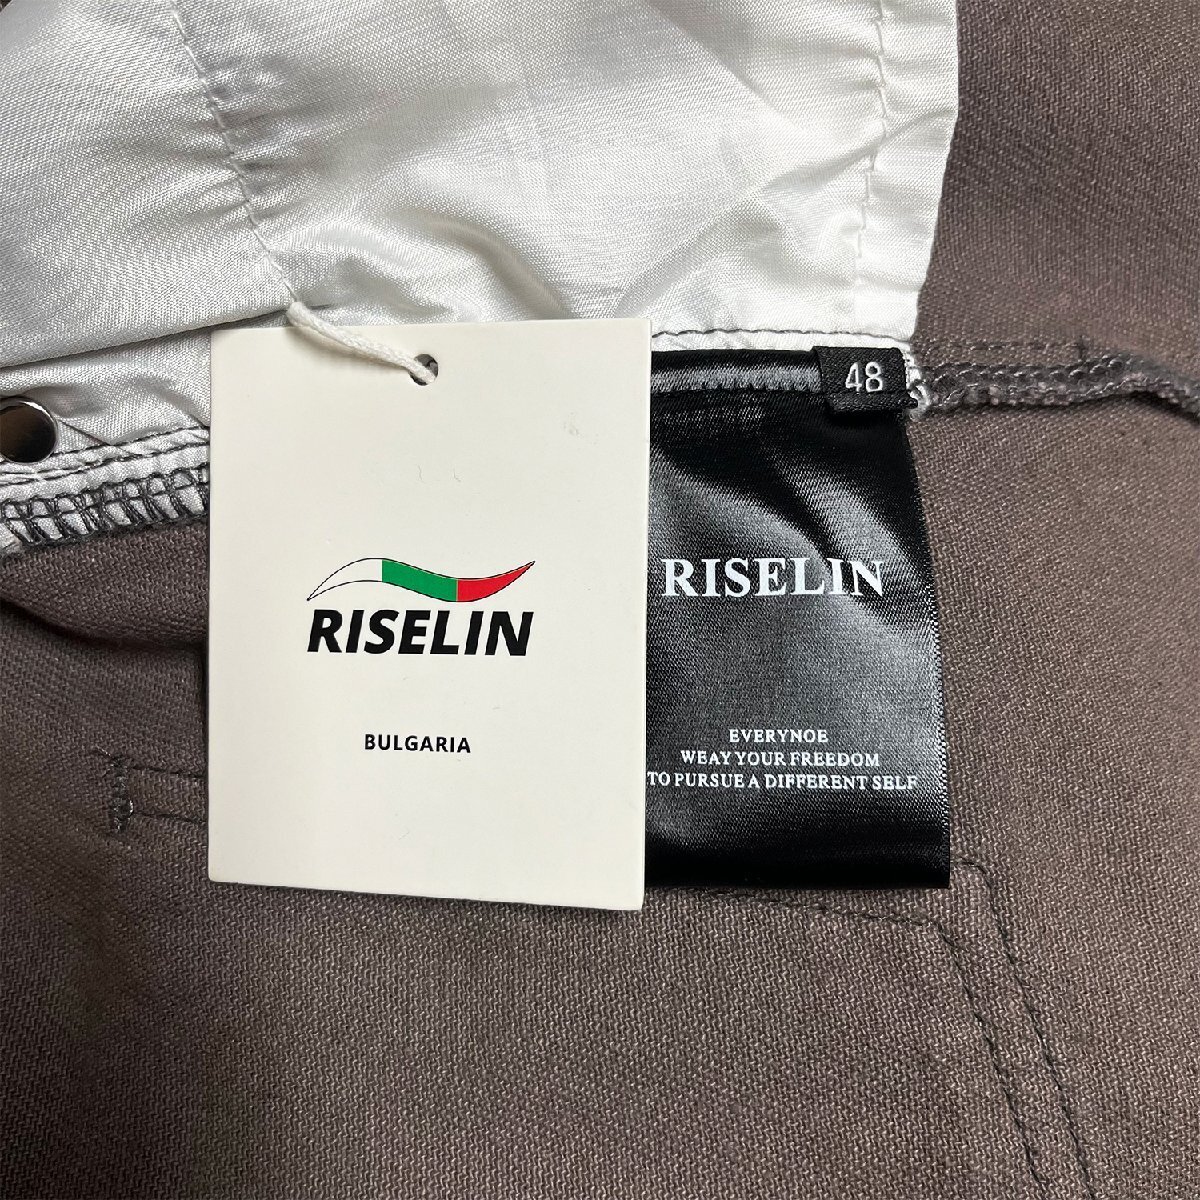 48
RISELIN
BULGARIA
RISELIN
EVERYNOE
WEAY YOUR FREEDOM
TO PURSUE A DIFFERENT SELF